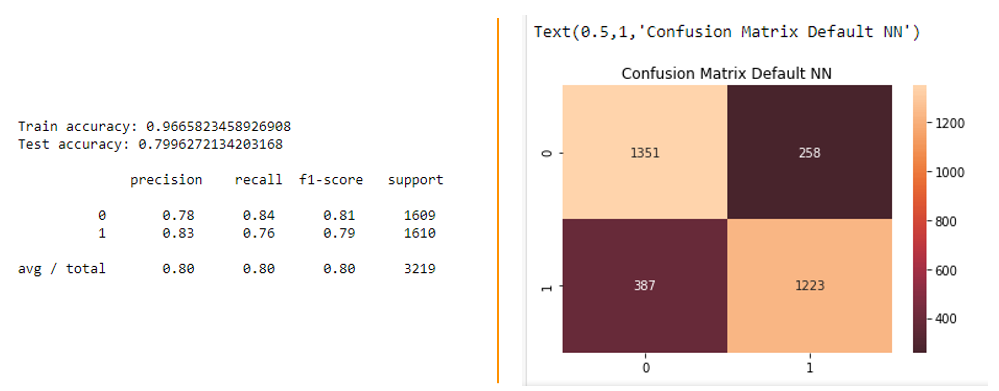 Train accuracy: 0.9665823458926908
Test accuracy: 0.7996272134203168
precision recall f1-score support
0 0.78 0.84 0.81 1609
1 0.83 0.76 0.79 1610
avg / total 0.80 0.80 0.80 3219
Text(0.5,1,'Confusion Matrix Default NN')
Confusion Matrix Default NN
0 1351 258
1 387 1223
0 1
1200
1000
800
600
400